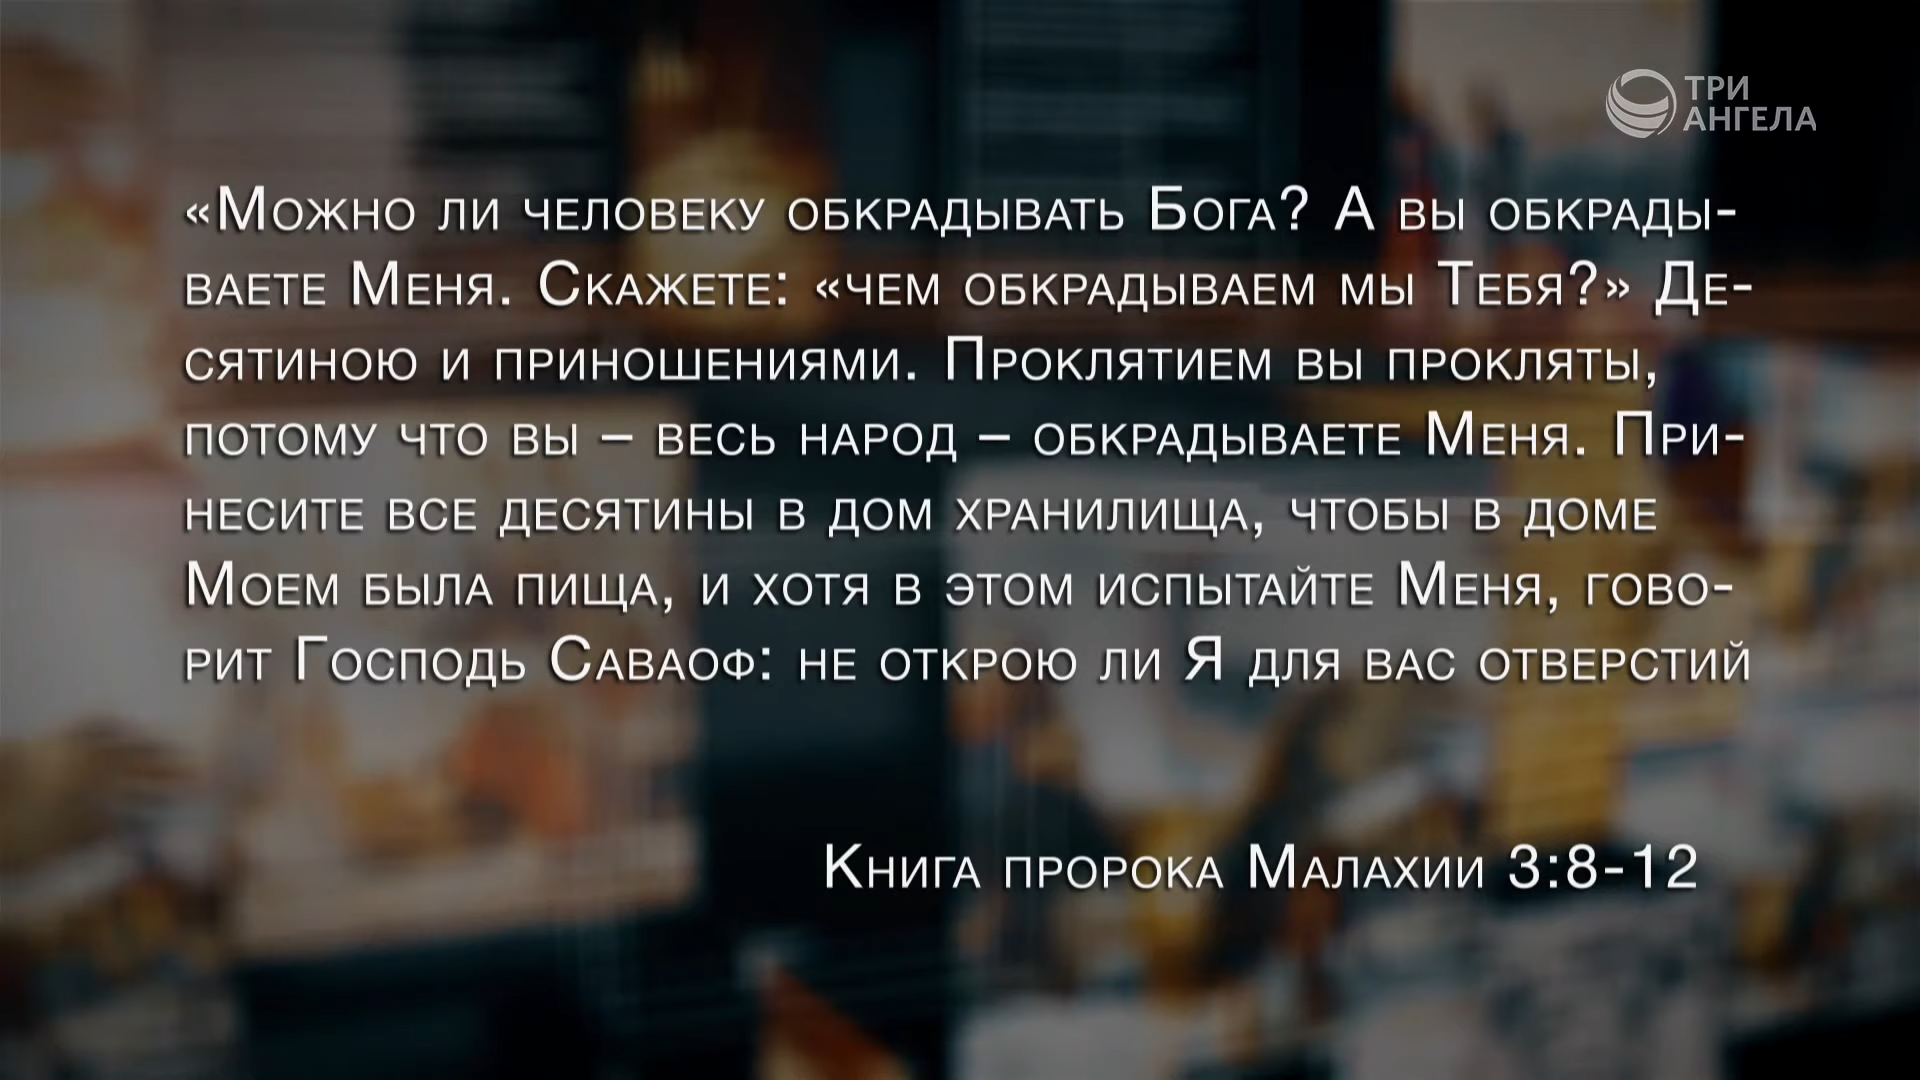 ТРИ
АНГЕЛА
«Можно ли человеку обкрадывать Бога? А вы обкрады-
ваете Меня. Скажете: «чем обкрадываем мы Тебя?» Де-
сятиною и приношениями. Проклятием вы прокляты,
потому что вы – весь народ – обкрадываете Меня. При-
несите все десятины в дом хранилища, чтобы в доме
Моем была пища, и хотя в этом испытайте Меня, гово-
рит Господь Саваоф: не открою ли Я для вас отверстий
Книга пророка Малахии 3:8-12